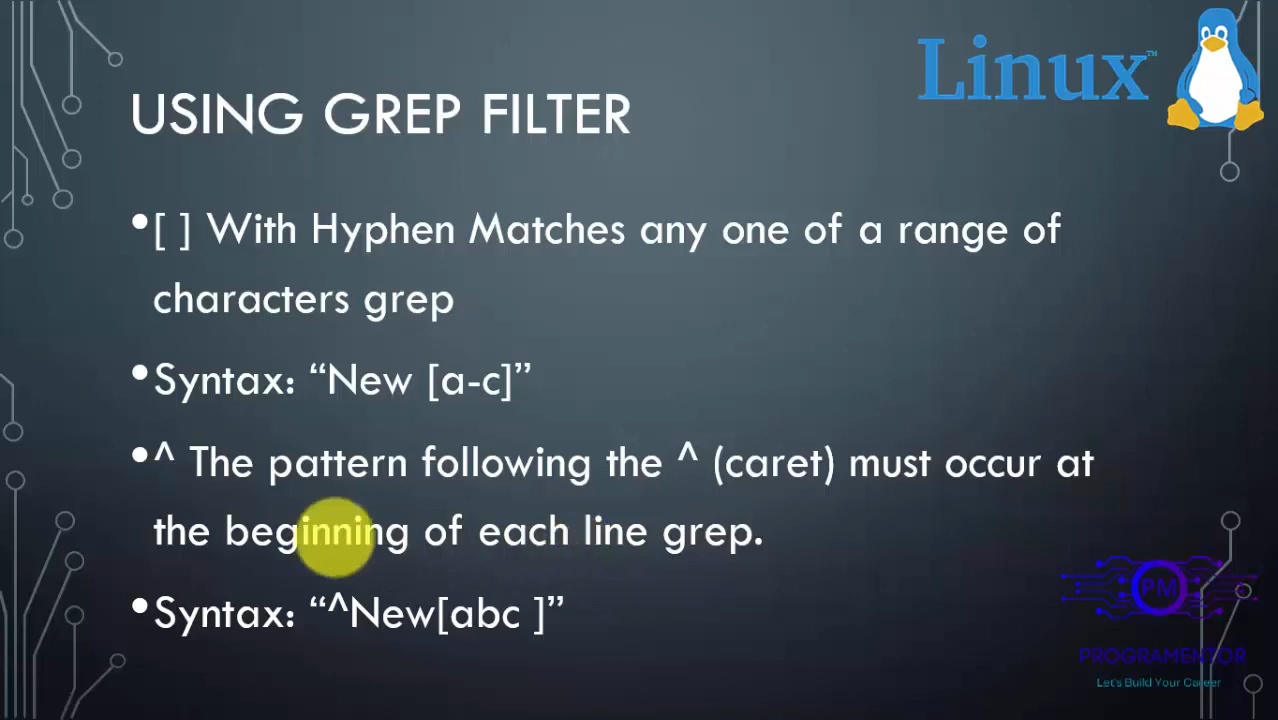 Linux™
USING GREP FILTER
•[ ] With Hyphen Matches any one of a range of
characters grep
•Syntax: “New [a-c]”
•^ The pattern following the ^ (caret) must occur at
the beginning of each line grep.
•Syntax: “^New[abc ]”
PM
PROGRAMENTOR
Let's Build Your Career